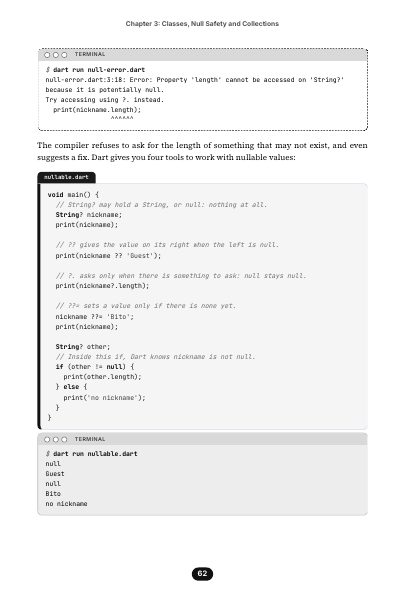 Chapter 3: Classes, Null Safety and Collections
TERMINAL
$ dart run null-error.dart
null-error.dart:3:18: Error: Property 'length' cannot be accessed on 'String?'
because it is potentially null.
Try accessing using ?. instead.
  print(nickname.length);
                 ^^^^^^
The compiler refuses to ask for the length of something that may not exist, and even
suggests a fix. Dart gives you four tools to work with nullable values:
nullable.dart
void main() {
  // String? may hold a String, or null: nothing at all.
  String? nickname;
  print(nickname);

  // ?? gives the value on its right when the left is null.
  print(nickname ?? 'Guest');

  // ?. asks only when there is something to ask: null stays null.
  print(nickname?.length);

  // ??= sets a value only if there is none yet.
  nickname ??= 'Bito';
  print(nickname);

  String? other;
  // Inside this if, Dart knows nickname is not null.
  if (other != null) {
    print(other.length);
  } else {
    print('no nickname');
  }
}
TERMINAL
$ dart run nullable.dart
null
Guest
null
Bito
no nickname
62